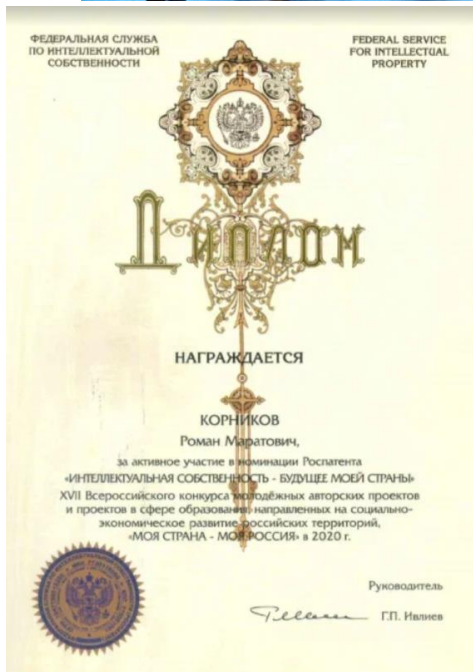 ФЕДЕРАЛЬНАЯ СЛУЖБА
ПО ИНТЕЛЛЕКТУАЛЬНОЙ
СОБСТВЕННОСТИ
FEDERAL SERVICE
FOR INTELLECTUAL
PROPERTY
ДИПЛОМ
НАГРАЖДАЕТСЯ
КОРНИКОВ
Роман Маратович,
за активное участие в номинации Роспатента
«ИНТЕЛЛЕКТУАЛЬНАЯ СОБСТВЕННОСТЬ - БУДУЩЕЕ МОЕЙ СТРАНЫ»
XVII Всероссийского конкурса молодёжных авторских проектов
и проектов в сфере образования, направленных на социально-
экономическое развитие российских территорий,
«МОЯ СТРАНА - МОЯ РОССИЯ» в 2020 г.
Руководитель
Г.П. Ивлиев